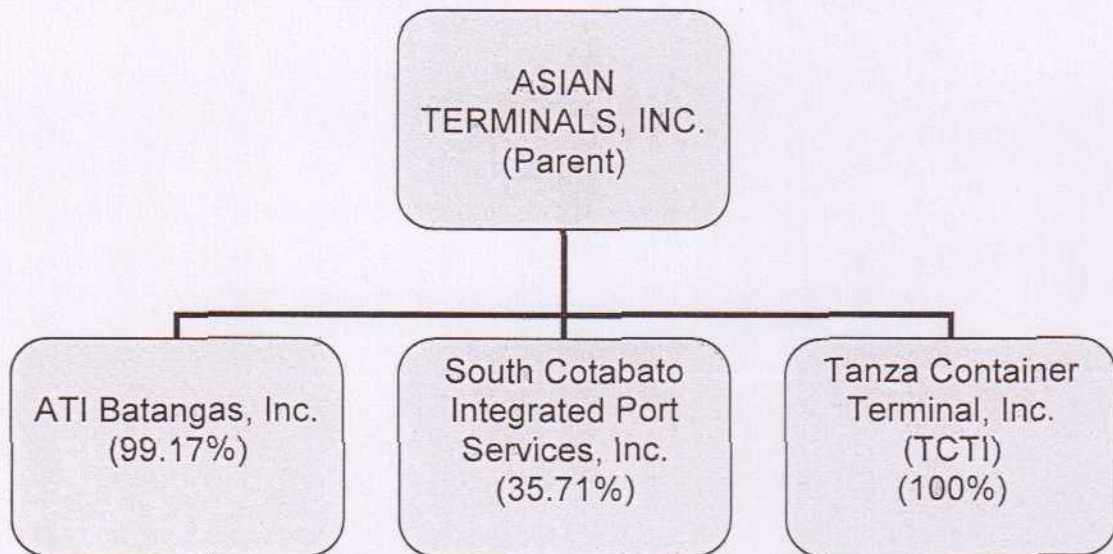 ASIAN
TERMINALS, INC.
(Parent)
ATI Batangas, Inc.
(99.17%)
South Cotabato
Integrated Port
Services, Inc.
(35.71%)
Tanza Container
Terminal, Inc.
(TCTI)
(100%)